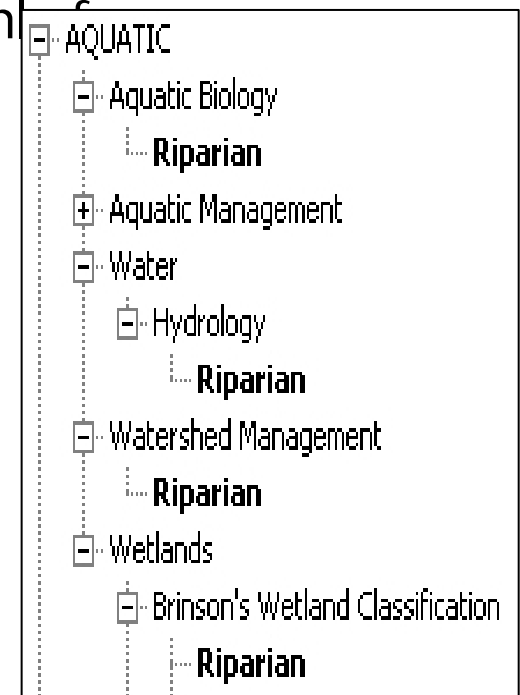 AQUATIC
Aquatic Biology
Riparian
Aquatic Management
Water
Hydrology
Riparian
Watershed Management
Riparian
Wetlands
Brinson's Wetland Classification
Riparian